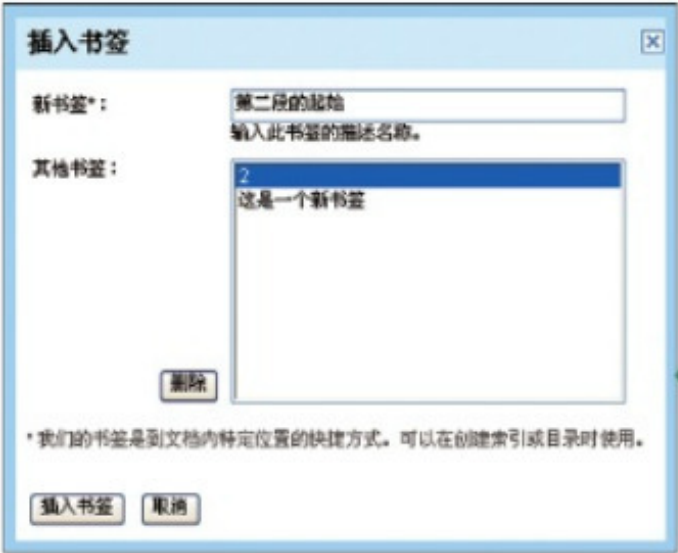 插入书签
新书签*：
第二段的起始
输入此书签的描述名称。
其他书签：
2
这是一个新书签
删除
* 我们的书签是到文档内特定位置的快捷方式。可以在创建索引或目录时使用。
插入书签
取消